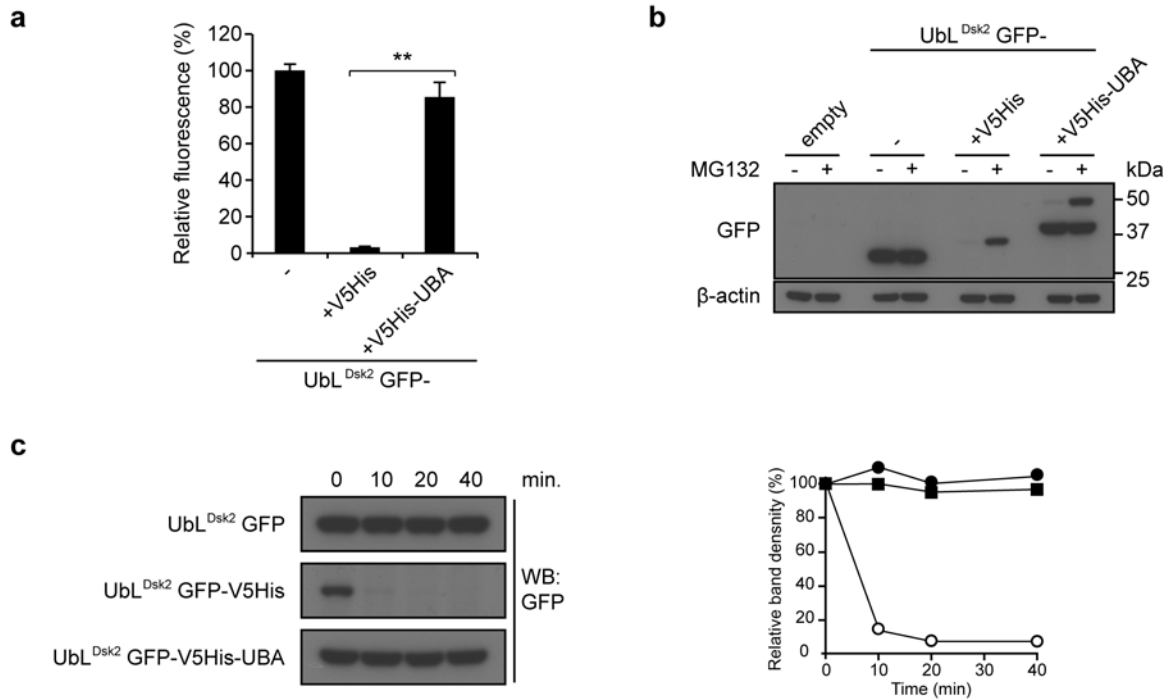 a
Relative fluorescence (%)
120
100
80
60
40
20
0
**
-
+V5His
+V5His-UBA
UbL Dsk2 GFP-
b
UbL Dsk2 GFP-
empty
-
+V5His
+V5His-UBA
MG132 - + - + - + - + kDa
GFP
50
37
25
β-actin
c
0 10 20 40 min.
UbL Dsk2 GFP
UbL Dsk2 GFP-V5His
UbL Dsk2 GFP-V5His-UBA
WB:
GFP
Relative band densnity (%)
100
80
60
40
20
0
0 10 20 30 40
Time (min)